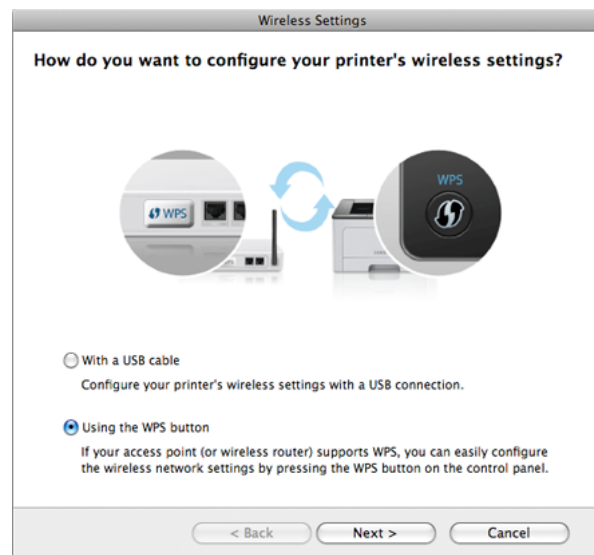 Wireless Settings
How do you want to configure your printer's wireless settings?
WPS
WPS
With a USB cable
Configure your printer's wireless settings with a USB connection.
Using the WPS button
If your access point (or wireless router) supports WPS, you can easily configure
the wireless network settings by pressing the WPS button on the control panel.
< Back
Next >
Cancel